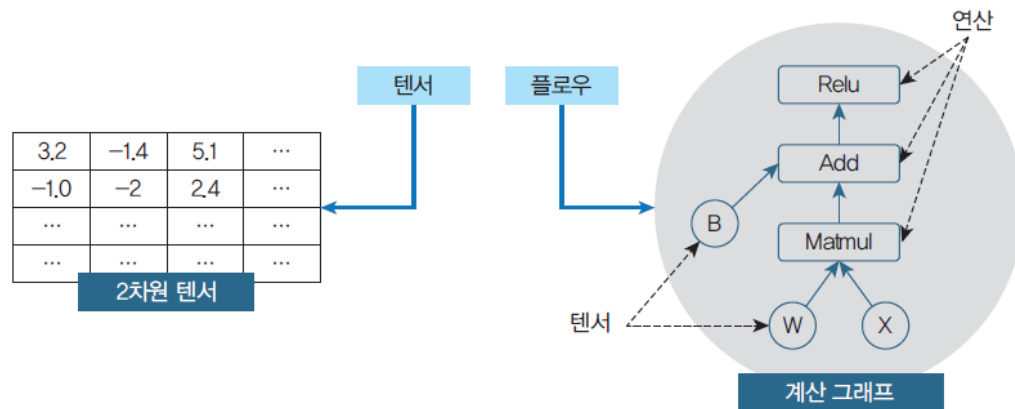 텐서
3.2 −1.4 5.1 ⋯
−1.0 −2 2.4 ⋯
⋯ ⋯ ⋯ ⋯
⋯ ⋯ ⋯ ⋯
2차원 텐서
플로우
연산
Relu
Add
B
Matmul
텐서
W X
계산 그래프